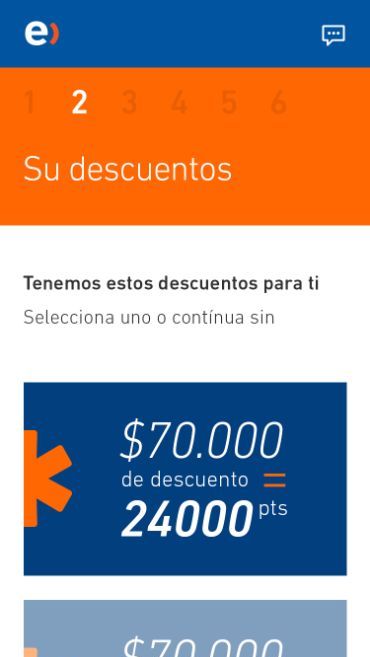 e)
1 2 3 4 5 6
Su descuentos
Tenemos estos descuentos para ti
Selecciona uno o contínua sin
$70.000
de descuento =
24000 pts
$70.000